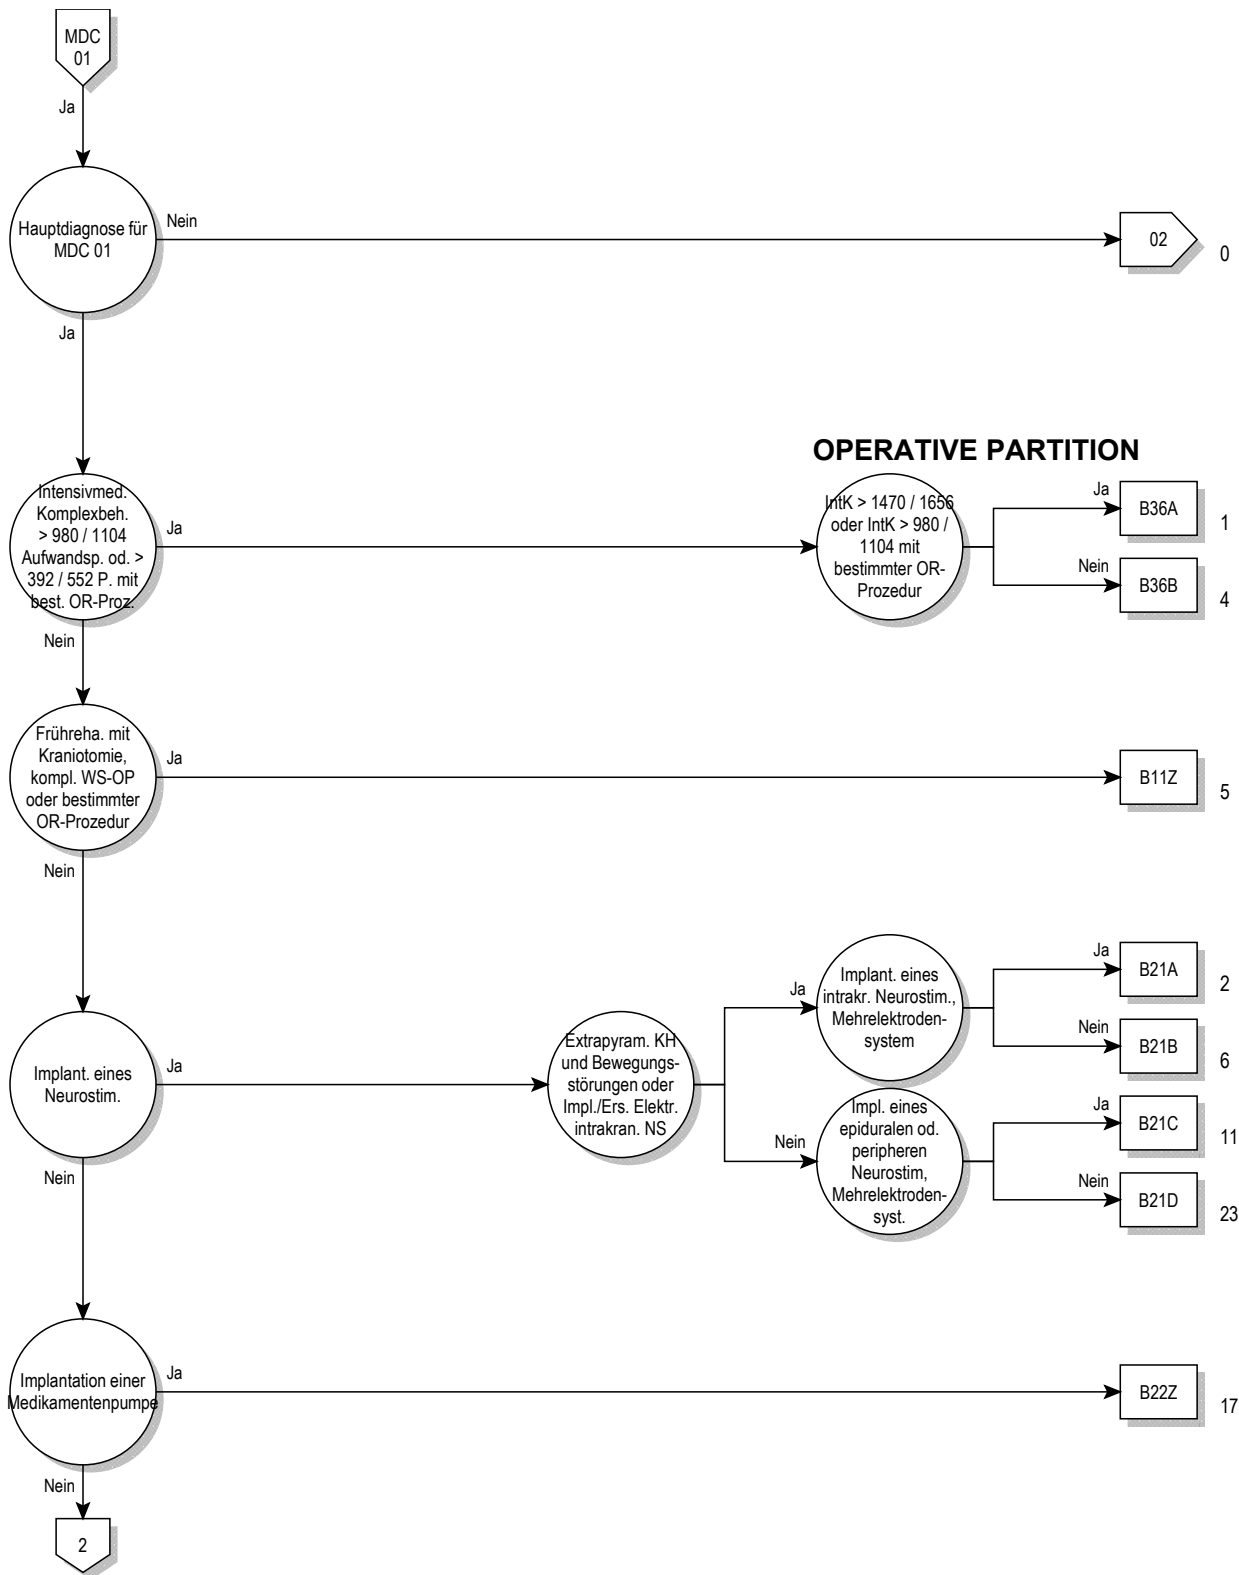 MDC
01
Ja
Hauptdiagnose für
MDC 01
Nein
02
0
Ja
OPERATIVE PARTITION
Intensivmed.
Komplexbeh.
> 980 / 1104
Aufwandsp. od. >
392 / 552 P. mit
best. OR-Proz.
Ja
IntK > 1470 / 1656
oder IntK > 980 /
1104 mit
bestimmter OR-
Prozedur
Ja
B36A
1
Nein
B36B
4
Nein
Frühreha. mit
Kraniotomie,
kompl. WS-OP
oder bestimmter
OR-Prozedur
Ja
B11Z
5
Nein
Implant. eines
Neurostim.
Ja
Extrapyram. KH
und Bewegungs-
störungen oder
Impl./Ers. Elektr.
intrakran. NS
Ja
Implant. eines
intrakr. Neurostim.,
Mehrelektroden-
system
Ja
B21A
2
Nein
B21B
6
Nein
Impl. eines
epiduralen od.
peripheren
Neurostim,
Mehrelektroden-
syst.
Ja
B21C
11
Nein
B21D
23
Nein
Implantation einer
Medikamentenpumpe
Ja
B22Z
17
Nein
2